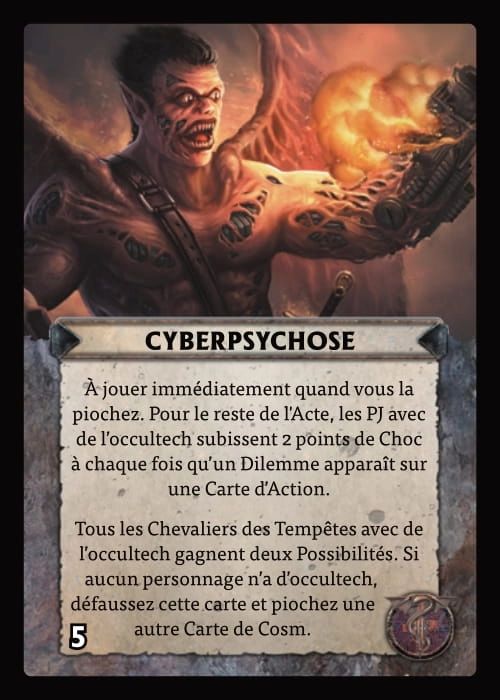 CYBERPSYCHOSE
À jouer immédiatement quand vous la
piochez. Pour le reste de l'Acte, les PJ avec
de l'occultech subissent 2 points de Choc
à chaque fois qu'un Dilemme apparaît sur
une Carte d'Action.
Tous les Chevaliers des Tempêtes avec de
l'occultech gagnent deux Possibilités. Si
aucun personnage n'a d'occultech,
défaussez cette carte et piochez une
autre Carte de Cosm.
5